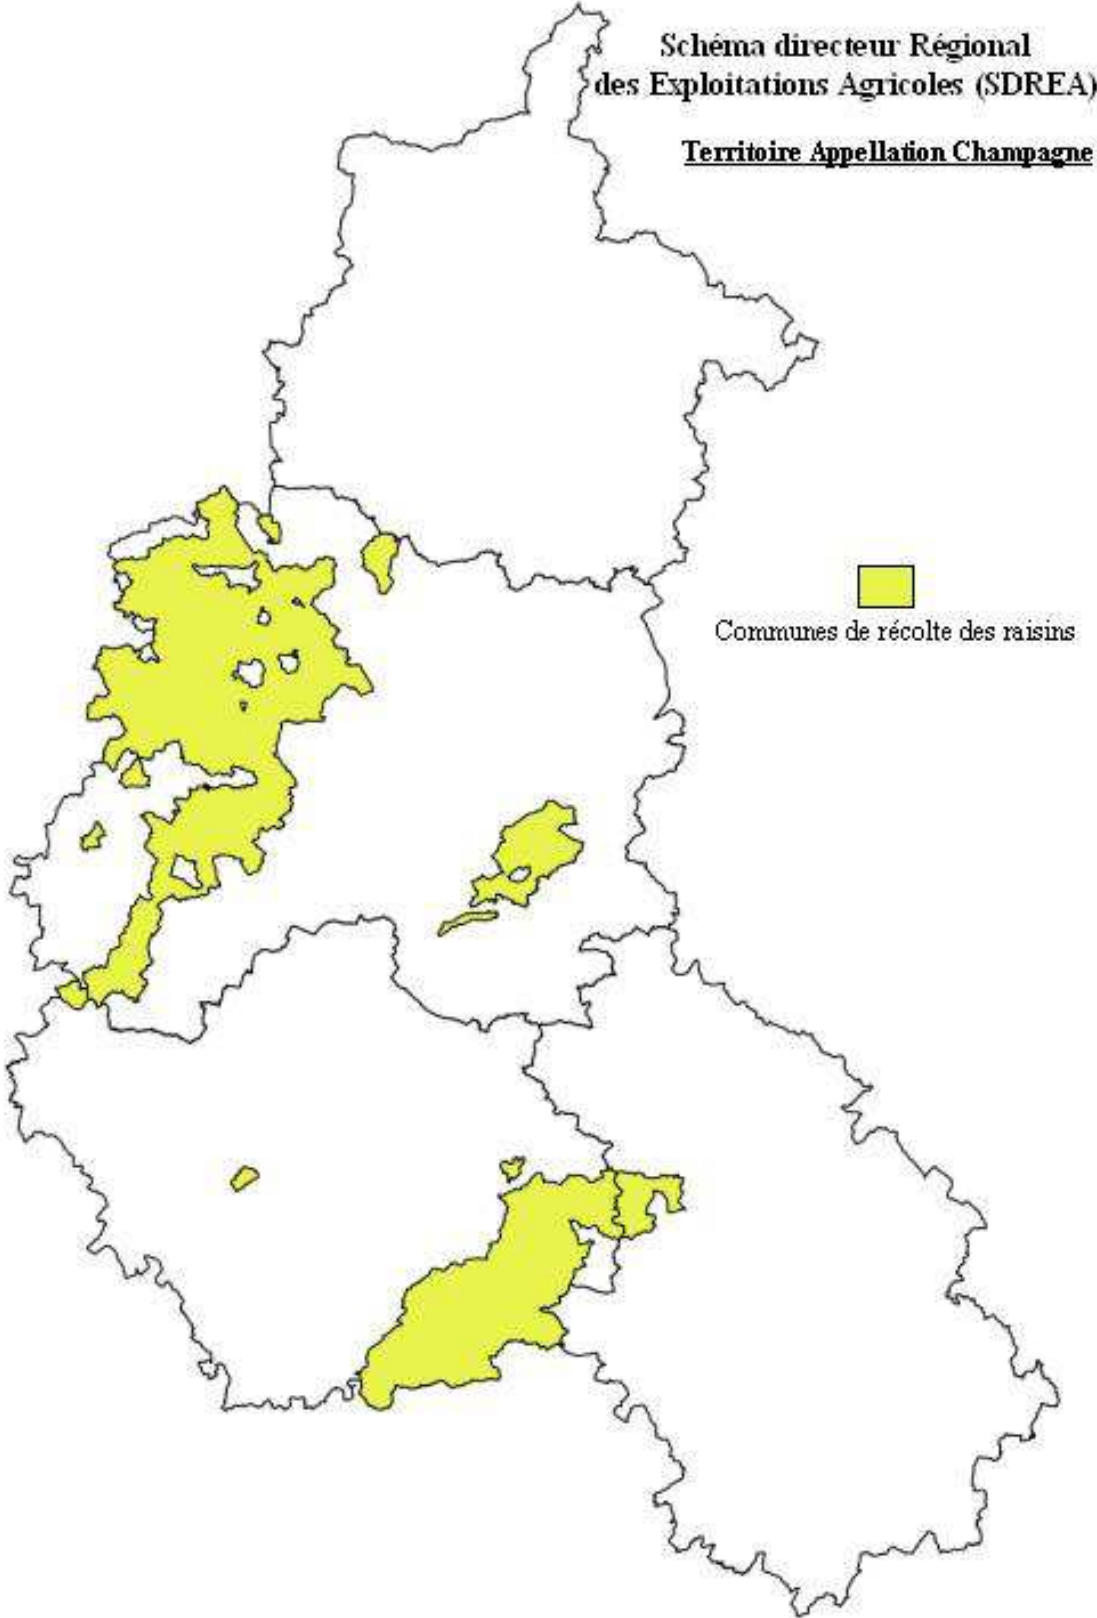 Schéma directeur Régional
des Exploitations Agricoles (SDREA)
Territoire Appellation Champagne
Communes de récolte des raisins